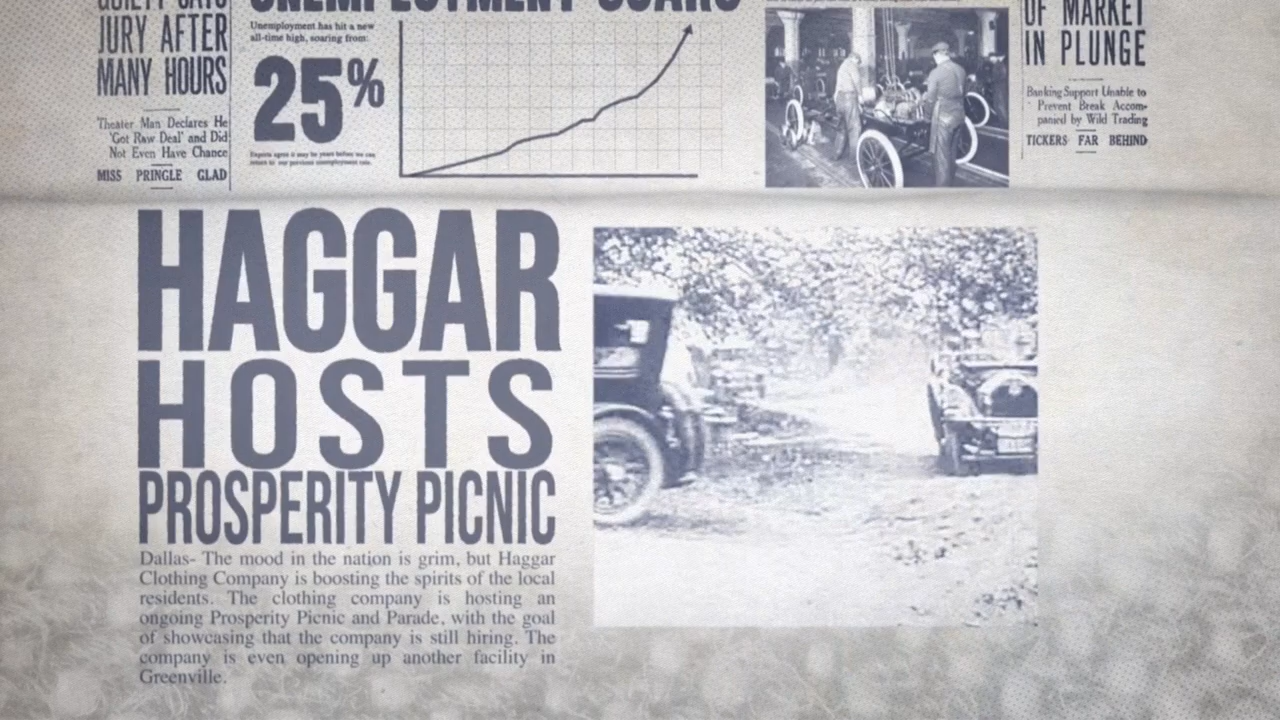 GUILTY SAYS
JURY AFTER
MANY HOURS
Theater Man Declares He
'Got Raw Deal' and Did
Not Even Have Chance
MISS PRINGLE GLAD
UNEMPLOYMENT SOARS
Unemployment has hit a new
all-time high, soaring from:
25%
Experts agree it may be years before we can
return to our previous unemployment rate.
OF MARKET
IN PLUNGE
Banking Support Unable to
Prevent Break Accom-
panied by Wild Trading
TICKERS FAR BEHIND
HAGGAR
HOSTS
PROSPERITY PICNIC
Dallas- The mood in the nation is grim, but Haggar
Clothing Company is boosting the spirits of the local
residents. The clothing company is hosting an
ongoing Prosperity Picnic and Parade, with the goal
of showcasing that the company is still hiring. The
company is even opening up another facility in
Greenville.